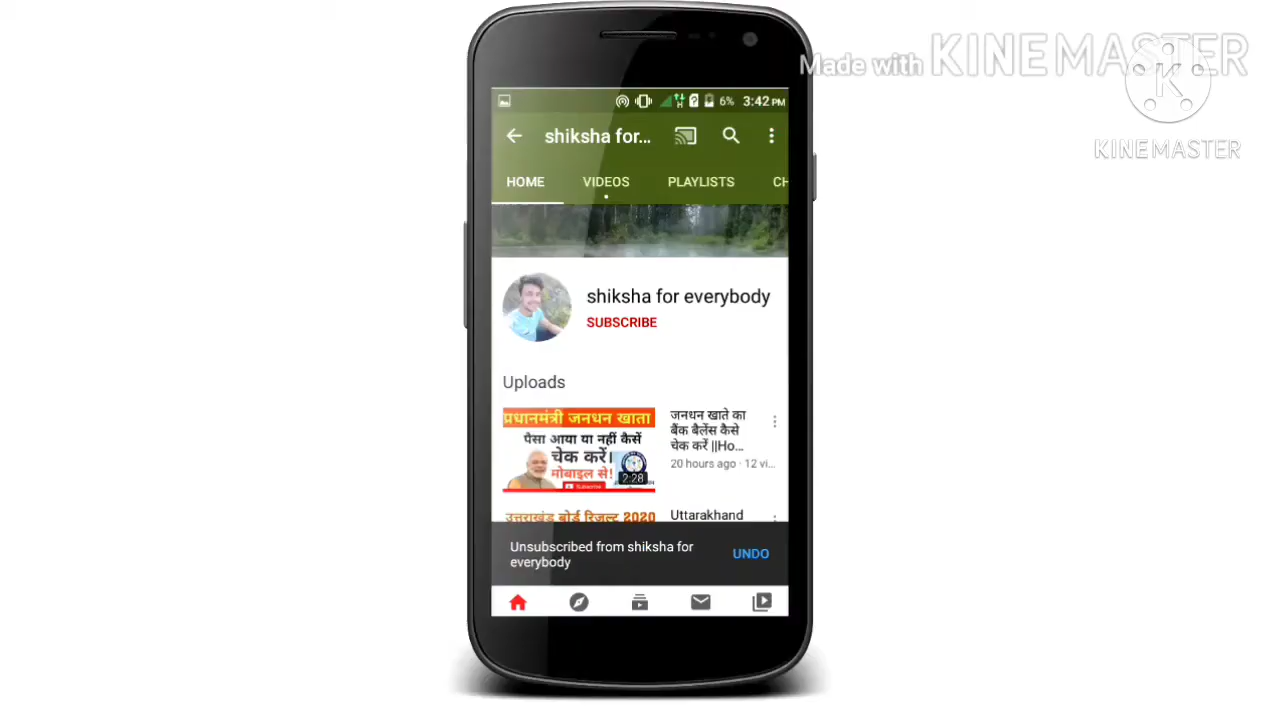 Made with KINEMASTER
K
KINEMASTER
6% 3:42 PM
shiksha for...
HOME VIDEOS PLAYLISTS CH
shiksha for everybody
SUBSCRIBE
Uploads
प्रधानमंत्री जनधन खाता
पैसा आया या नहीं कैसें
चेक करें।
मोबाइल से!
Subscribe
2:28
जनधन खाते का
बैंक बैलेंस कैसे
चेक करें ||Ho...
20 hours ago · 12 vi...
उत्तराखंड बोर्ड रिजल्ट 2020
Uttarakhand
Unsubscribed from shiksha for
everybody
UNDO